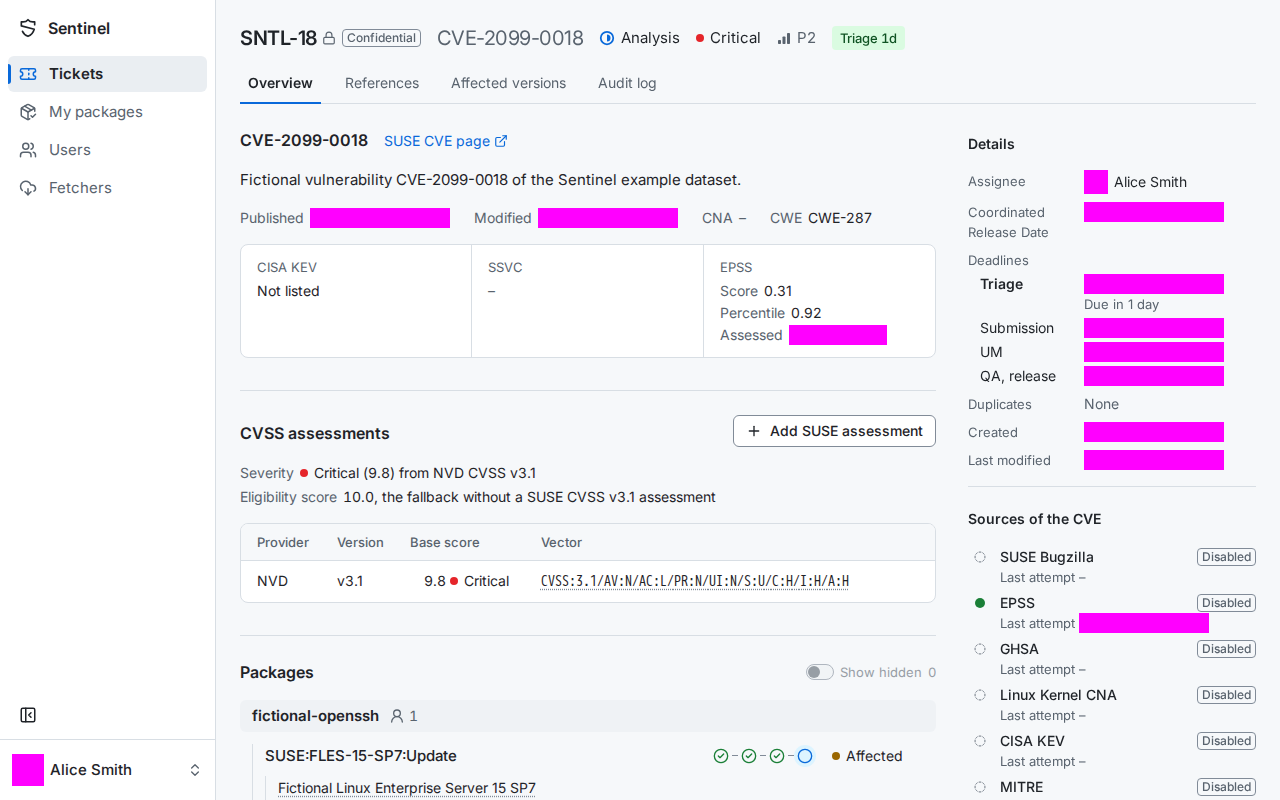 Sentinel
Tickets
My packages
Users
Fetchers
Alice Smith
SNTL-18 Confidential CVE-2099-0018 Analysis Critical P2 Triage 1d
Overview References Affected versions Audit log
CVE-2099-0018 SUSE CVE page
Fictional vulnerability CVE-2099-0018 of the Sentinel example dataset.
Published Modified CNA – CWE CWE-287
CISA KEV
Not listed
SSVC
–
EPSS
Score 0.31
Percentile 0.92
Assessed
CVSS assessments
Add SUSE assessment
Severity Critical (9.8) from NVD CVSS v3.1
Eligibility score 10.0, the fallback without a SUSE CVSS v3.1 assessment
Provider Version Base score Vector
NVD v3.1 9.8 Critical CVSS:3.1/AV:N/AC:L/PR:N/UI:N/S:U/C:H/I:H/A:H
Packages
Show hidden 0
fictional-openssh 1
SUSE:FLES-15-SP7:Update Affected
Fictional Linux Enterprise Server 15 SP7
Details
Assignee Alice Smith
Coordinated
Release Date
Deadlines
Triage
Due in 1 day
Submission
UM
QA, release
Duplicates None
Created
Last modified
Sources of the CVE
SUSE Bugzilla Disabled
Last attempt –
EPSS Disabled
Last attempt
GHSA Disabled
Last attempt –
Linux Kernel CNA Disabled
Last attempt –
CISA KEV Disabled
Last attempt –
MITRE Disabled